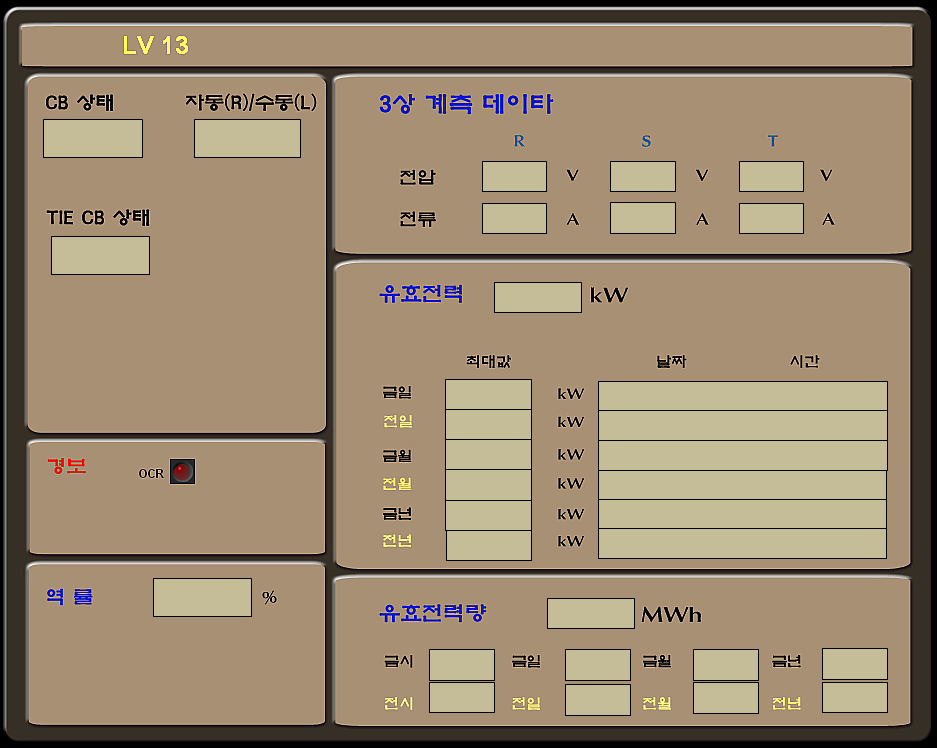 LV 13
CB 상태 자동(R)/수동(L)
TIE CB 상태
경보
OCR
역 률 %
3상 계측 데이타
R S T
전압 V V V
전류 A A A
유효전력 kW
최대값 날짜 시간
금일 kW
전일 kW
금월 kW
전월 kW
금년 kW
전년 kW
유효전력량 MWh
금시 금일 금월 금년
전시 전일 전월 전년